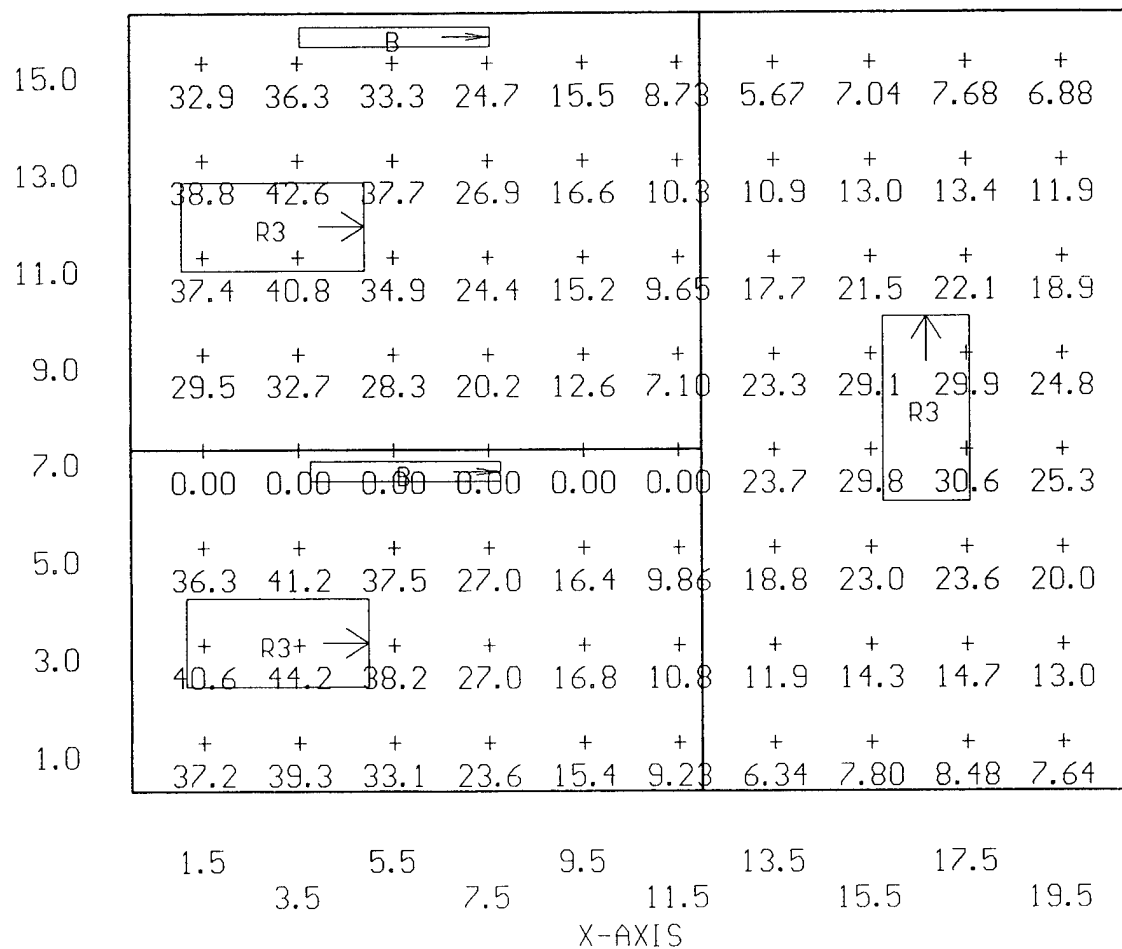 B
15.0 32.9 36.3 33.3 24.7 15.5 8.73 5.67 7.04 7.68 6.88
13.0 38.8 42.6 37.7 26.9 16.6 10.3 10.9 13.0 13.4 11.9
R3
11.0 37.4 40.8 34.9 24.4 15.2 9.65 17.7 21.5 22.1 18.9
9.0 29.5 32.7 28.3 20.2 12.6 7.10 23.3 29.1 29.9 24.8
R3
7.0 0.00 0.00 0.00 0.00 0.00 0.00 23.7 29.8 30.6 25.3
B
5.0 36.3 41.2 37.5 27.0 16.4 9.86 18.8 23.0 23.6 20.0
R3
3.0 40.6 44.2 38.2 27.0 16.8 10.8 11.9 14.3 14.7 13.0
1.0 37.2 39.3 33.1 23.6 15.4 9.23 6.34 7.80 8.48 7.64
1.5 5.5 9.5 13.5 17.5
3.5 7.5 11.5 15.5 19.5
X-AXIS